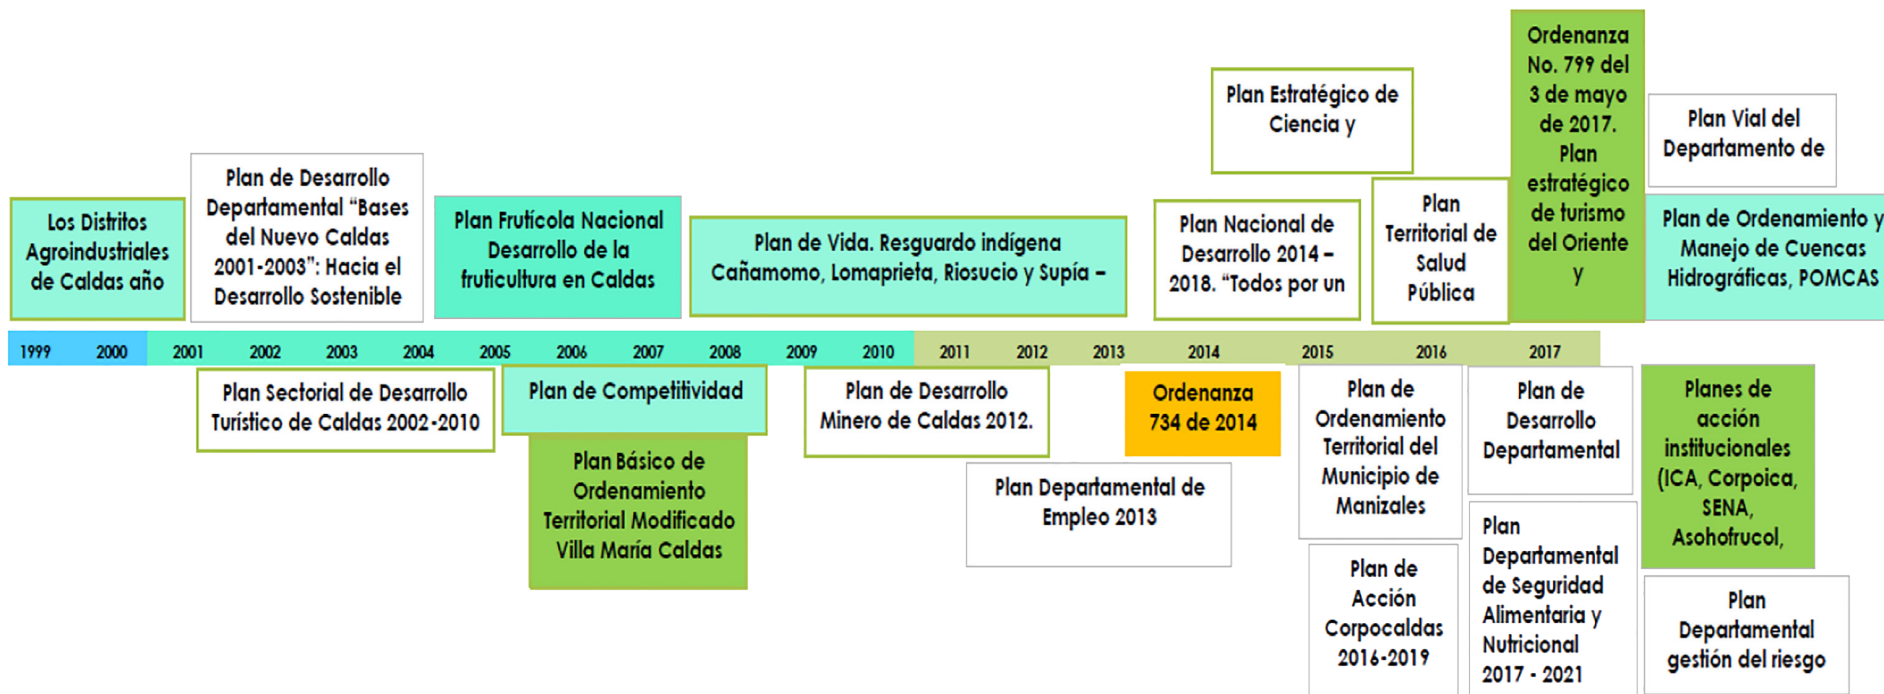 Los Distritos
Agroindustriales
de Caldas año
Plan de Desarrollo
Departamental “Bases
del Nuevo Caldas
2001-2003”: Hacia el
Desarrollo Sostenible
Plan Frutícola Nacional
Desarrollo de la
fruticultura en Caldas
Plan de Vida. Resguardo indígena
Cañamomo, Lomaprieta, Riosucio y Supía –
Plan Estratégico de
Ciencia y
Plan Nacional de
Desarrollo 2014 –
2018. “Todos por un
Plan
Territorial de
Salud
Pública
Ordenanza
No. 799 del
3 de mayo
de 2017.
Plan
estratégico
de turismo
del Oriente
y
Plan Vial del
Departamento de
Plan de Ordenamiento y
Manejo de Cuencas
Hidrográficas, POMCAS
1999 2000 2001 2002 2003 2004 2005 2006 2007 2008 2009 2010 2011 2012 2013 2014 2015 2016 2017
Plan Sectorial de Desarrollo
Turístico de Caldas 2002-2010
Plan de Competitividad
Plan Básico de
Ordenamiento
Territorial Modificado
Villa María Caldas
Plan de Desarrollo
Minero de Caldas 2012.
Plan Departamental de
Empleo 2013
Ordenanza
734 de 2014
Plan de
Ordenamiento
Territorial del
Municipio de
Manizales
Plan de
Acción
Corpocaldas
2016-2019
Plan de
Desarrollo
Departamental
Plan
Departamental
de Seguridad
Alimentaria y
Nutricional
2017 - 2021
Planes de
acción
institucionales
(ICA, Corpoica,
SENA,
Asohofrucol,
Plan
Departamental
gestión del riesgo